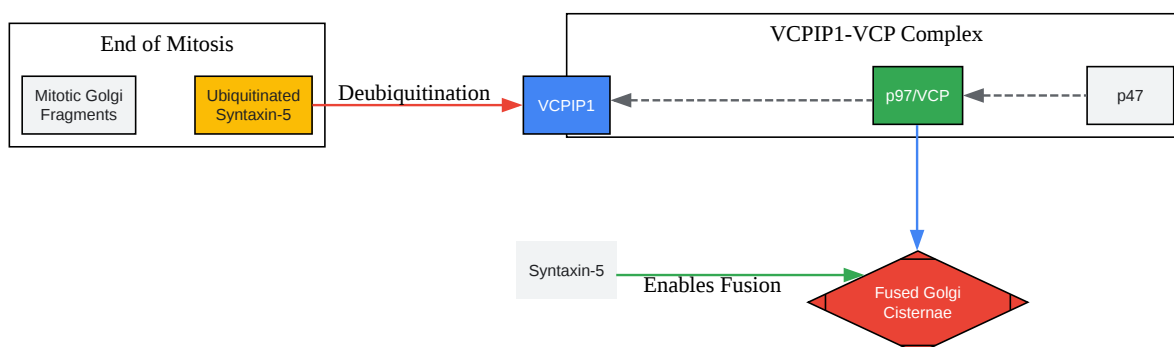 End of Mitosis
Mitotic Golgi
Fragments
Ubiquitinated
Syntaxin-5
Deubiquitination
VCPIP1-VCP Complex
VCPIP1
p97/VCP
p47
Syntaxin-5
Enables Fusion
Fused Golgi
Cisternae